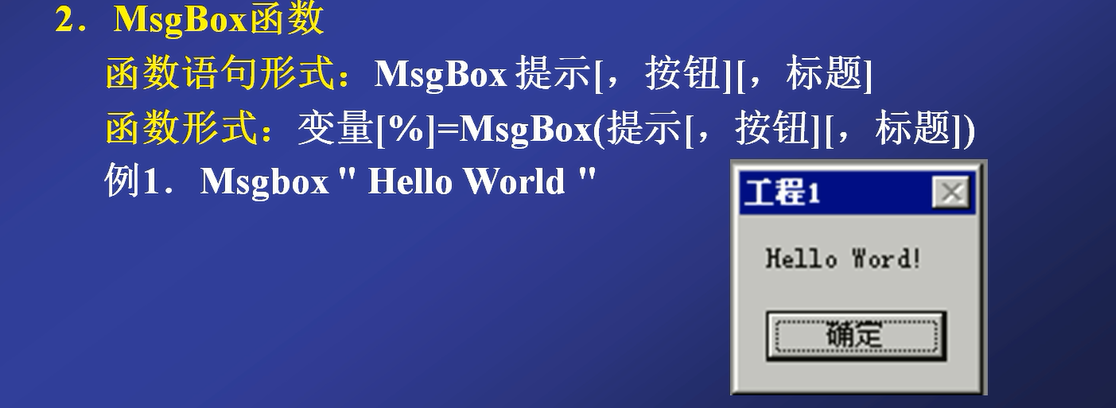 2．MsgBox函数
函数语句形式：MsgBox 提示[，按钮][，标题]
函数形式：变量[%]=MsgBox(提示[，按钮][，标题])
例1．Msgbox " Hello World "
工程1
Hello Word!
确定